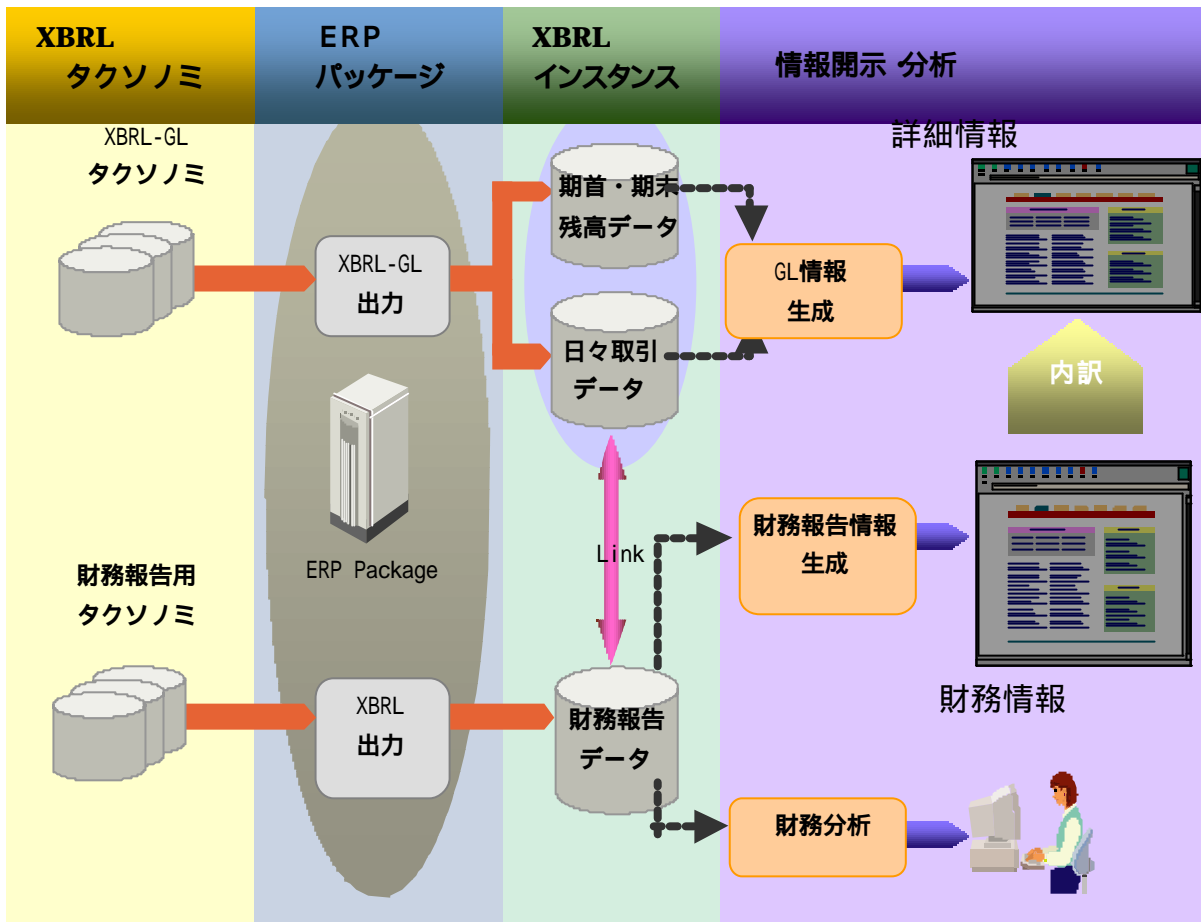 XBRL
タクソノミ
ERP
パッケージ
XBRL
インスタンス
情報開示 分析
XBRL-GL
タクソノミ
XBRL-GL
出力
期首・期末
残高データ
日々取引
データ
GL情報
生成
詳細情報
内訳
ERP Package
Link
財務報告用
タクソノミ
XBRL
出力
財務報告
データ
財務報告情報
生成
財務情報
財務分析